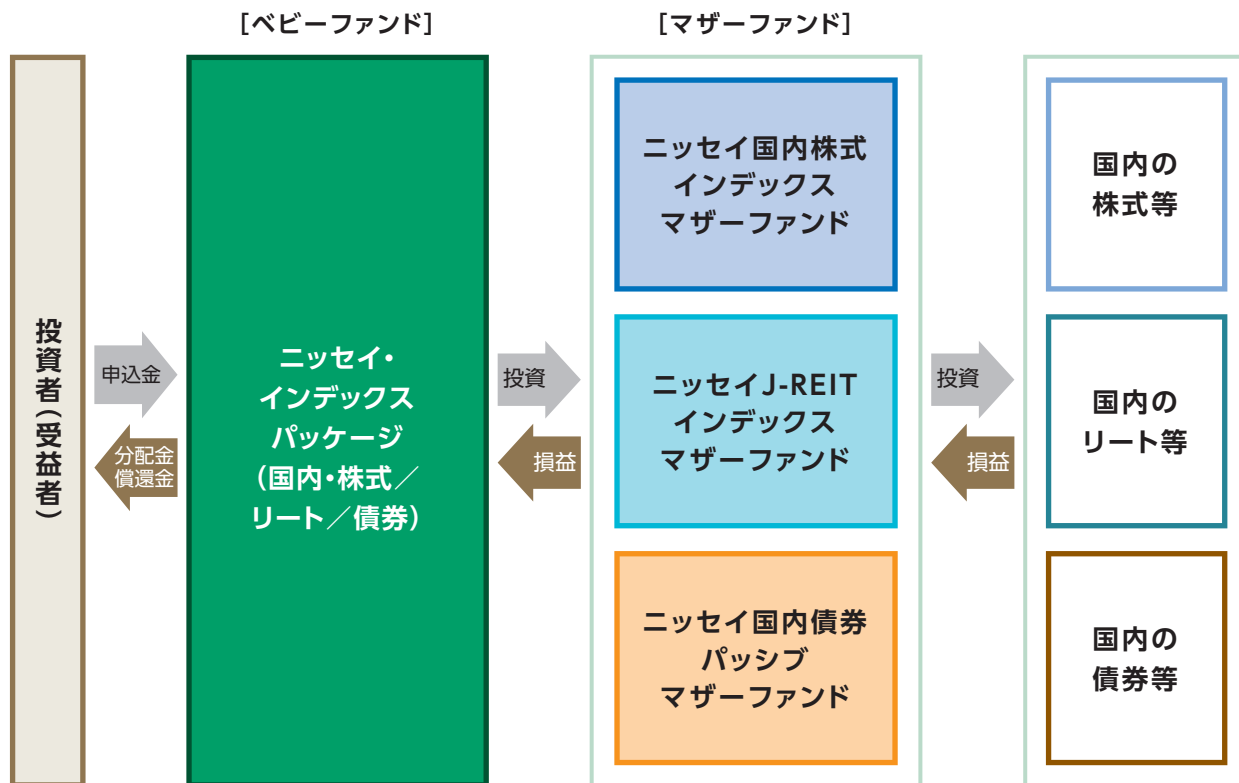 [ベビーファンド]
[マザーファンド]
投資者(受益者)
申込金
分配金
償還金
ニッセイ・
インデックス
パッケージ
(国内・株式／
リート／債券)
投資
損益
ニッセイ国内株式
インデックス
マザーファンド
ニッセイJ-REIT
インデックス
マザーファンド
ニッセイ国内債券
パッシブ
マザーファンド
投資
損益
国内の
株式等
国内の
リート等
国内の
債券等